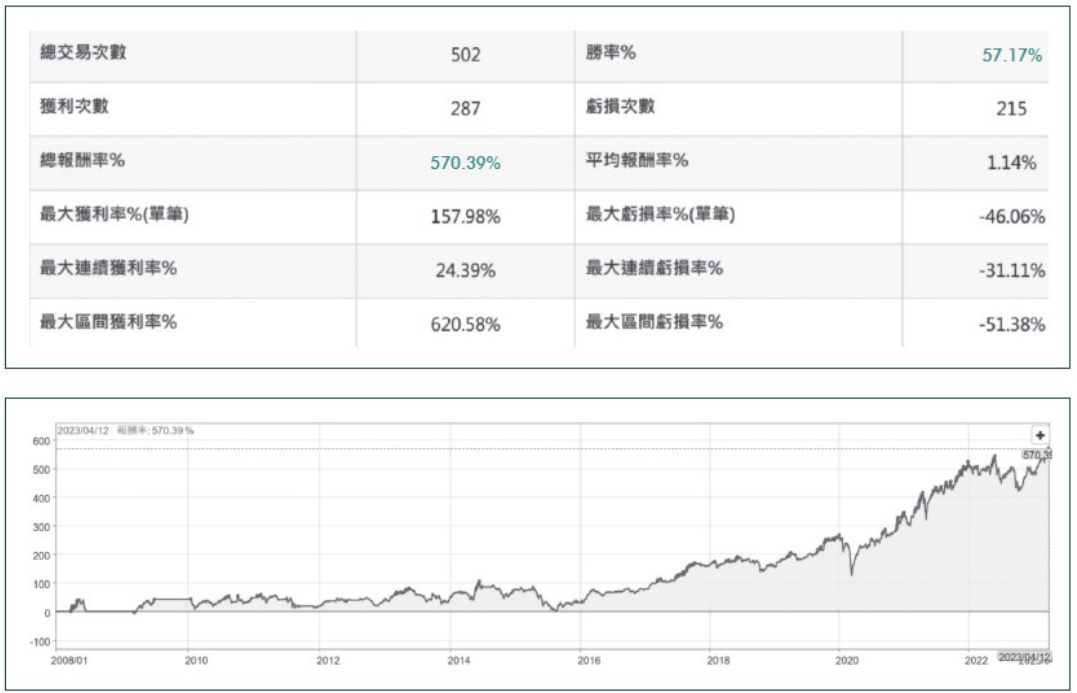 總交易次數 502 勝率% 57.17%
獲利次數 287 虧損次數 215
總報酬率% 570.39% 平均報酬率% 1.14%
最大獲利率%(單筆) 157.98% 最大虧損率%(單筆) -46.06%
最大連續獲利率% 24.39% 最大連續虧損率% -31.11%
最大區間獲利率% 620.58% 最大區間虧損率% -51.38%
2023/04/12 報酬率:570.39%
+
600
570.39
500
400
300
200
100
0
-100
2008/01 2010 2012 2014 2016 2018 2020 2022 2023/04/12